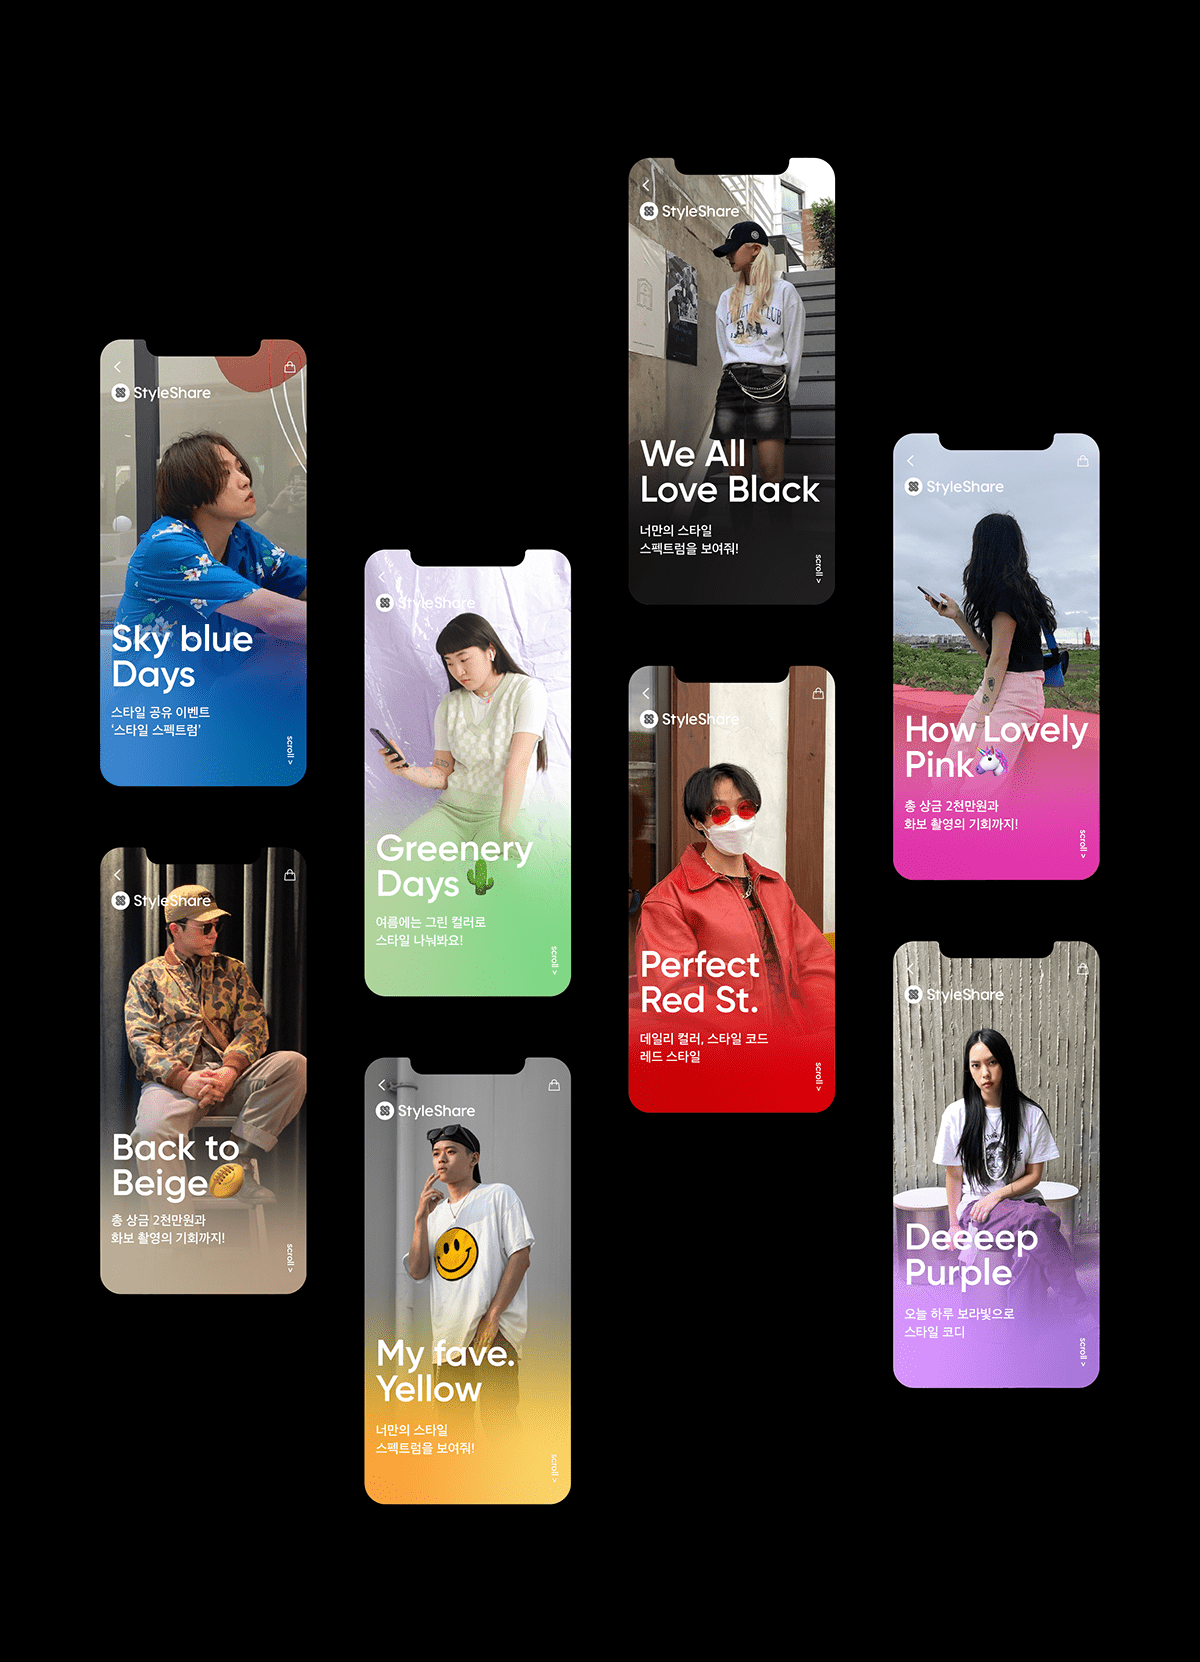 StyleShare
Sky blue
Days
스타일 공유 이벤트
‘스타일 스펙트럼’
scroll >
StyleShare
Back to
Beige
총 상금 2천만원과
화보 촬영의 기회까지!
scroll >
StyleShare
Greenery
Days
여름에는 그린 컬러로
스타일 나눠봐요!
scroll >
StyleShare
My fave.
Yellow
너만의 스타일
스펙트럼을 보여줘!
scroll >
StyleShare
We All
Love Black
너만의 스타일
스펙트럼을 보여줘!
scroll >
StyleShare
Perfect
Red St.
데일리 컬러, 스타일 코드
레드 스타일
scroll >
StyleShare
How Lovely
Pink
총 상금 2천만원과
화보 촬영의 기회까지!
scroll >
StyleShare
Deeeep
Purple
오늘 하루 보라빛으로
스타일 코디
scroll >